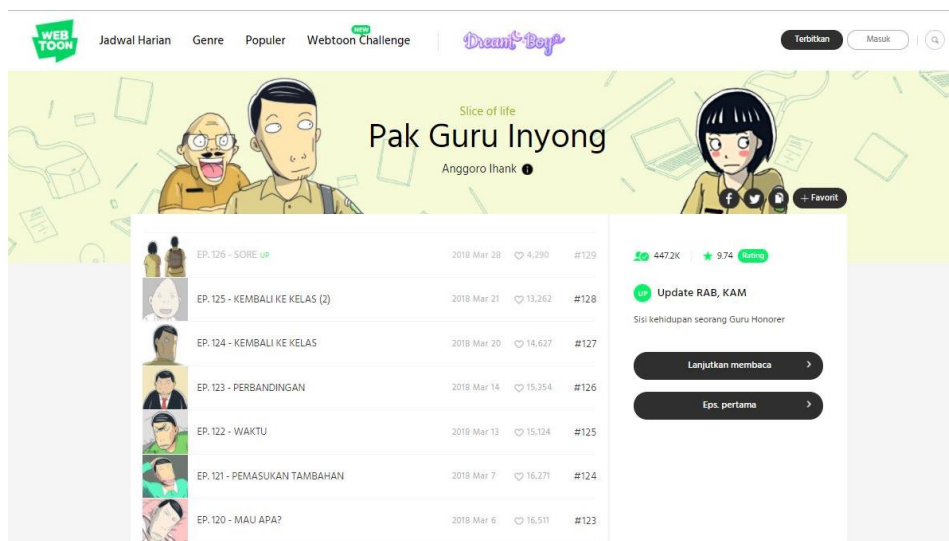 WEB
TOON
Jadwal Harian Genre Populer Webtoon Challenge NEW Dream Boy Terbitkan Masuk
Slice of life
Pak Guru Inyong
Anggoro Ihank
+ Favorit
EP. 126 - SORE UP 2018 Mar 28 4,290 #129
EP. 125 - KEMBALI KE KELAS (2) 2018 Mar 21 13,262 #128
EP. 124 - KEMBALI KE KELAS 2018 Mar 20 14,627 #127
EP. 123 - PERBANDINGAN 2018 Mar 14 15,354 #126
EP. 122 - WAKTU 2018 Mar 13 15,124 #125
EP. 121 - PEMASUKAN TAMBAHAN 2018 Mar 7 16,271 #124
EP. 120 - MAU APA? 2018 Mar 6 16,511 #123
447.2K 9.74 Rating
UP Update RAB, KAM
Sisi kehidupan seorang Guru Honorer
Lanjutkan membaca
Eps. pertama